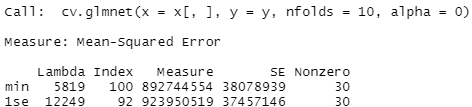 Call:  cv.glmnet(x = x[, ], y = y, nfolds = 10, alpha = 0)
Measure: Mean-Squared Error
Lambda Index   Measure       SE Nonzero
min   5819   100 892744554 38078939      30
1se  12249    92 923950519 37457146      30